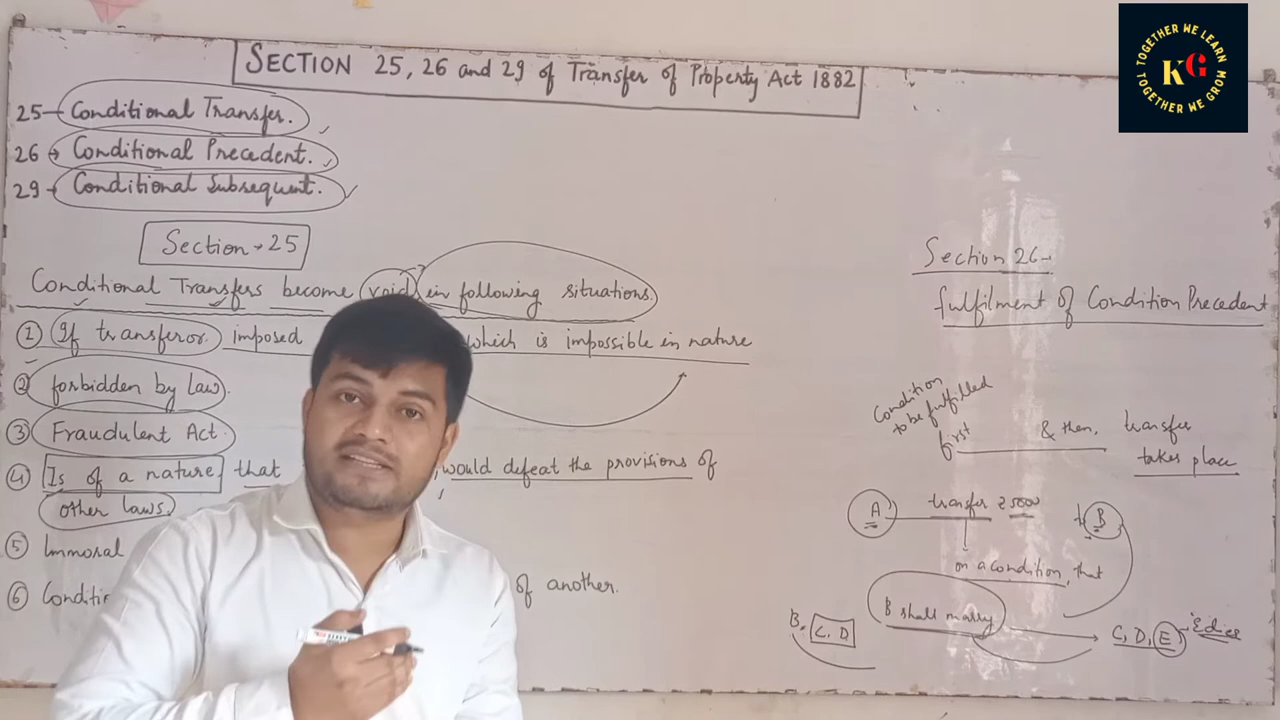 SECTION 25, 26 and 29 of Transfer of Property Act 1882
25 Conditional Transfer.
26 → Conditional Precedent.
29 → Conditional Subsequent.
Section → 25
Conditional Transfers become void in following situations.
① If transferor imposed which is impossible in nature
② forbidden by law.
③ Fraudulent Act.
④ Is of a nature that would defeat the provisions of
other laws.
⑤ Immoral
⑥ of another.
Section 26 -
fulfilment of Condition Precedent
Condition
to be fulfilled
first & then, transfer
takes place
A transfer ₹ 5000 to B
on a condition, that
B shall marry
B, C, D
C, D, E
TOGETHER WE LEARN
KG
TOGETHER WE GROW